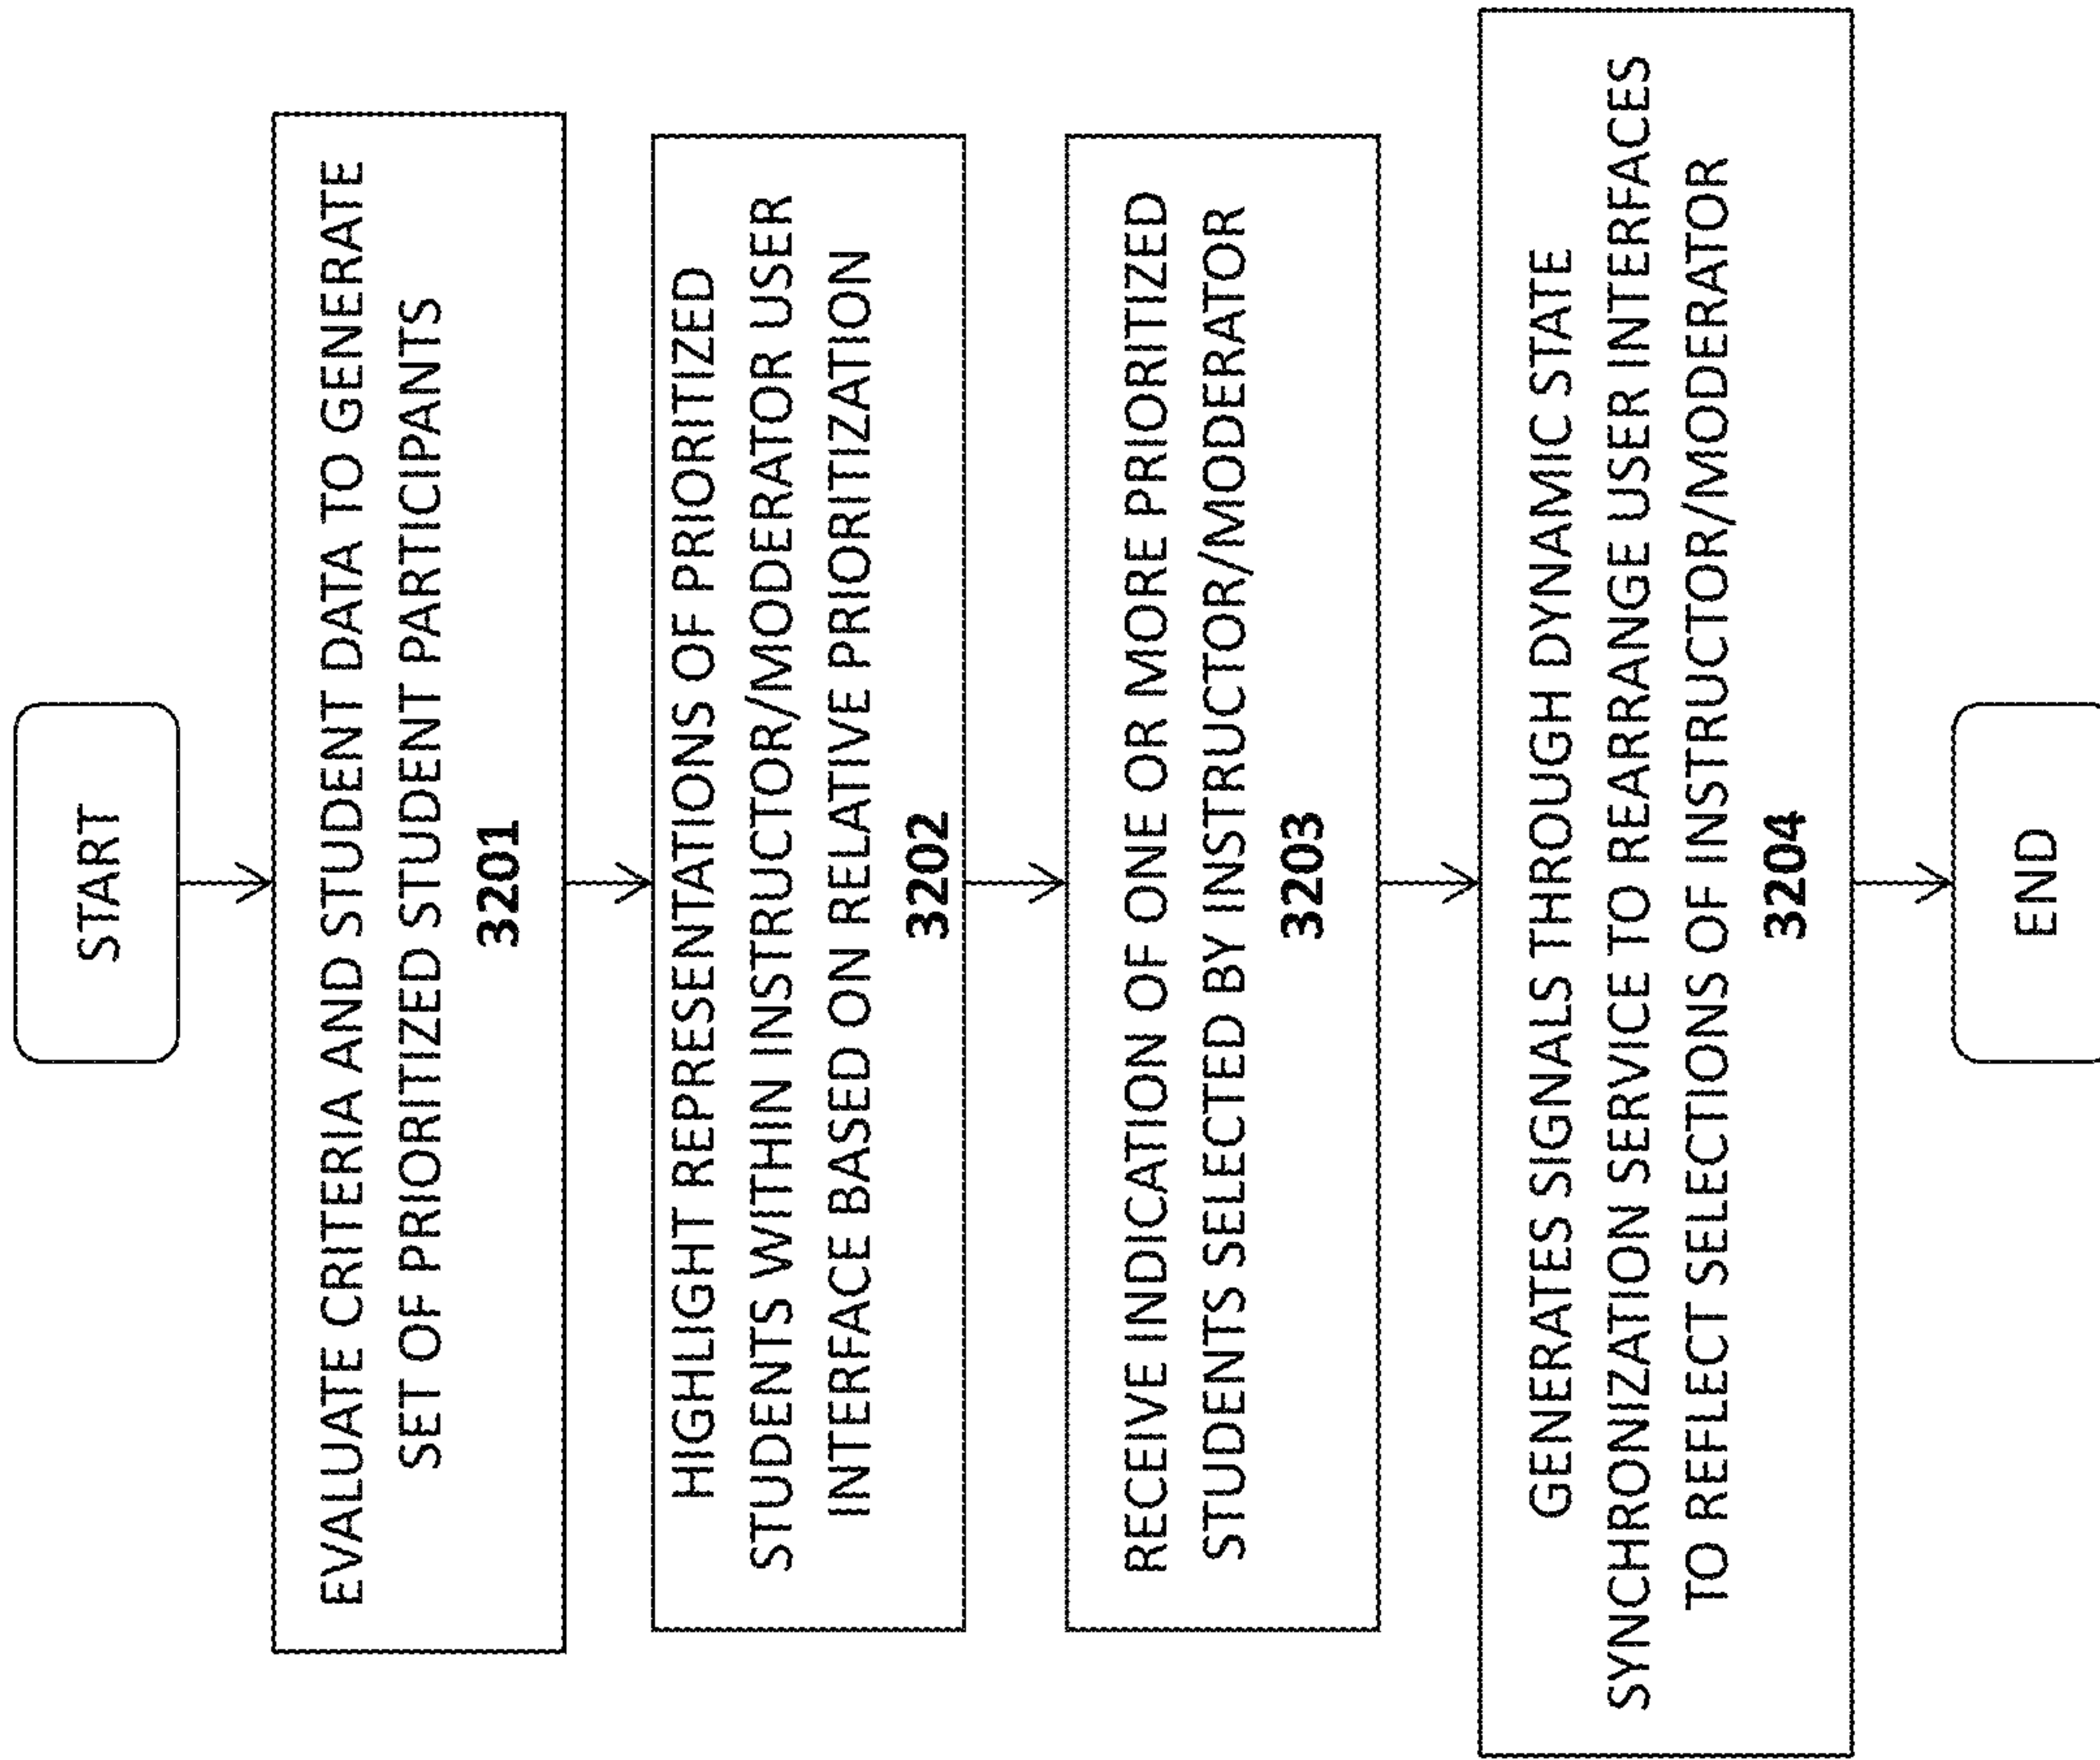 START
EVALUATE CRITERIA AND STUDENT DATA TO GENERATE
SET OF PRIORITIZED STUDENT PARTICIPANTS
3201
HIGHLIGHT REPRESENTATIONS OF PRIORITIZED
STUDENTS WITHIN INSTRUCTOR/MODERATOR USER
INTERFACE BASED ON RELATIVE PRIORITIZATION
3202
RECEIVE INDICATION OF ONE OR MORE PRIORITIZED
STUDENTS SELECTED BY INSTRUCTOR/MODERATOR
3203
GENERATES SIGNALS THROUGH DYNAMIC STATE
SYNCHRONIZATION SERVICE TO REARRANGE USER INTERFACES
TO REFLECT SELECTIONS OF INSTRUCTOR/MODERATOR
3204
END